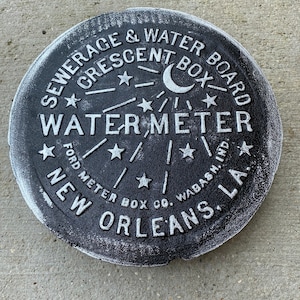 SEWERAGE & WATER BOARD
CRESCENT BOX
WATER METER
FORD METER BOX CO. WABASH, IND.
NEW ORLEANS, LA.